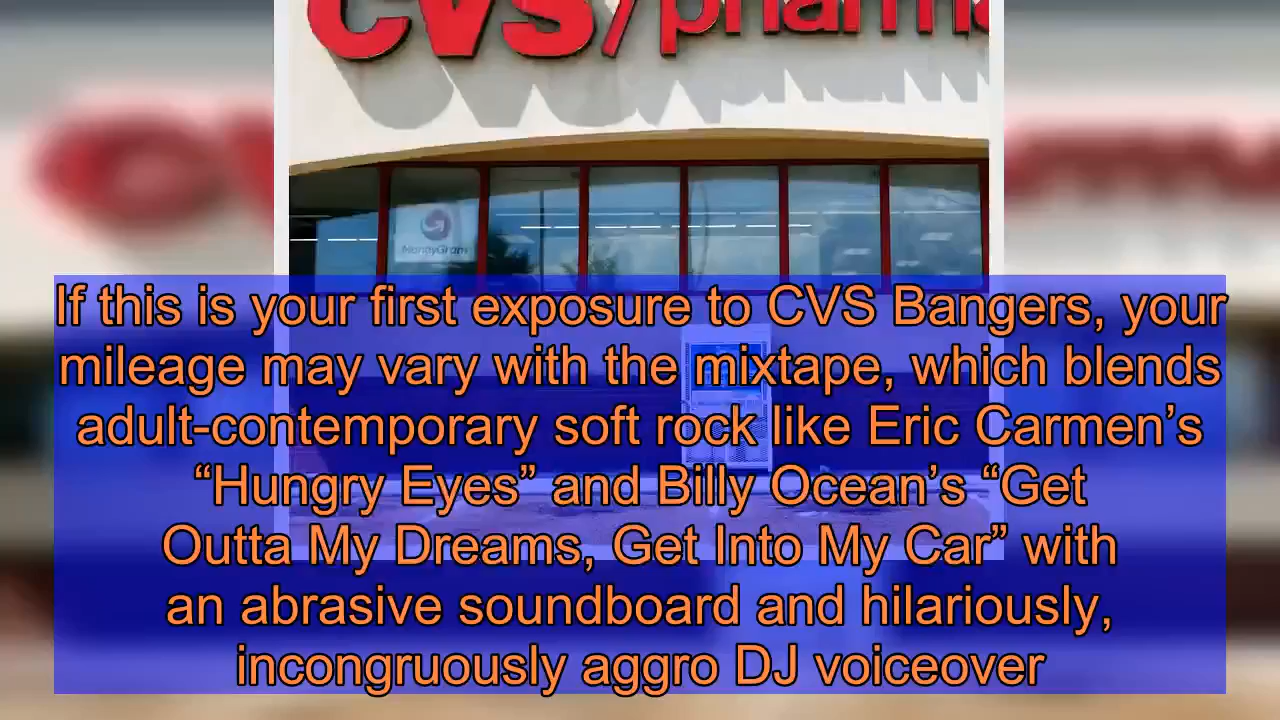 CVS/pharma
MoneyGram
If this is your first exposure to CVS Bangers, your
mileage may vary with the mixtape, which blends
adult-contemporary soft rock like Eric Carmen’s
“Hungry Eyes” and Billy Ocean’s “Get
Outta My Dreams, Get Into My Car” with
an abrasive soundboard and hilariously,
incongruously aggro DJ voiceover